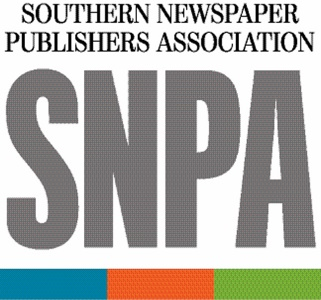 SOUTHERN NEWSPAPER
PUBLISHERS ASSOCIATION
SNPA